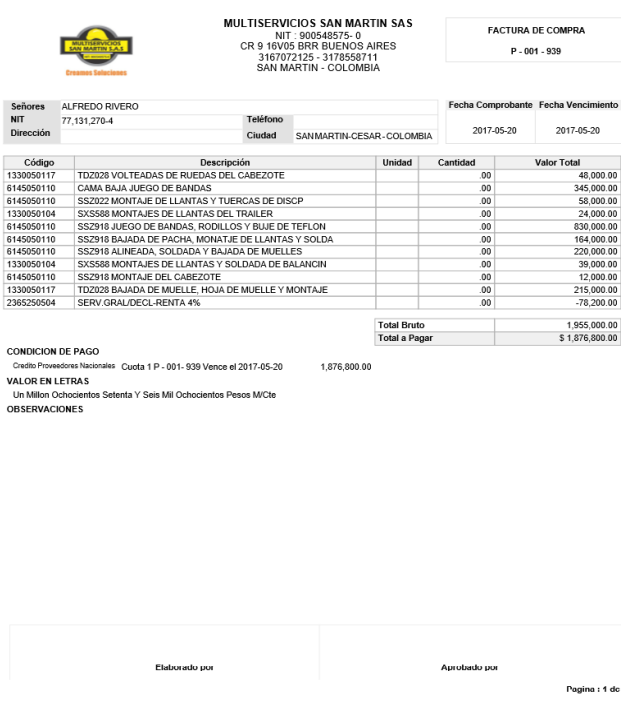 MULTISERVICIOS SAN MARTIN SAS
NIT : 900548575- 0
CR 9 16V05 BRR BUENOS AIRES
3167072125 - 3178558711
SAN MARTIN - COLOMBIA
FACTURA DE COMPRA
P - 001 - 939
MULTISERVICIOS
SAN MARTIN S.A.S
Creamos Soluciones
Señores ALFREDO RIVERO
NIT 77,131,270-4 Teléfono
Dirección Ciudad SANMARTIN-CESAR-COLOMBIA
Fecha Comprobante Fecha Vencimiento
2017-05-20 2017-05-20
Código Descripción Unidad Cantidad Valor Total
1330050117 TDZ028 VOLTEADAS DE RUEDAS DEL CABEZOTE .00 48,000.00
6145050110 CAMA BAJA JUEGO DE BANDAS .00 345,000.00
6145050110 SSZ022 MONTAJE DE LLANTAS Y TUERCAS DE DISCP .00 58,000.00
1330050104 SXS588 MONTAJES DE LLANTAS DEL TRAILER .00 24,000.00
6145050110 SSZ918 JUEGO DE BANDAS, RODILLOS Y BUJE DE TEFLON .00 830,000.00
6145050110 SSZ918 BAJADA DE PACHA, MONATJE DE LLANTAS Y SOLDA .00 164,000.00
6145050110 SSZ918 ALINEADA, SOLDADA Y BAJADA DE MUELLES .00 220,000.00
1330050104 SXS588 MONTAJES DE LLANTAS Y SOLDADA DE BALANCIN .00 39,000.00
6145050110 SSZ918 MONTAJE DEL CABEZOTE .00 12,000.00
1330050117 TDZ028 BAJADA DE MUELLE, HOJA DE MUELLE Y MONTAJE .00 215,000.00
2365250504 SERV.GRAL/DECL-RENTA 4% .00 -78,200.00
Total Bruto 1,955,000.00
Total a Pagar $ 1,876,800.00
CONDICION DE PAGO
Credito Proveedores Nacionales Cuota 1 P - 001- 939 Vence el 2017-05-20 1,876,800.00
VALOR EN LETRAS
Un Millon Ochocientos Setenta Y Seis Mil Ochocientos Pesos M/Cte
OBSERVACIONES
Elaborado por Aprobado por
Pagina : 1 de